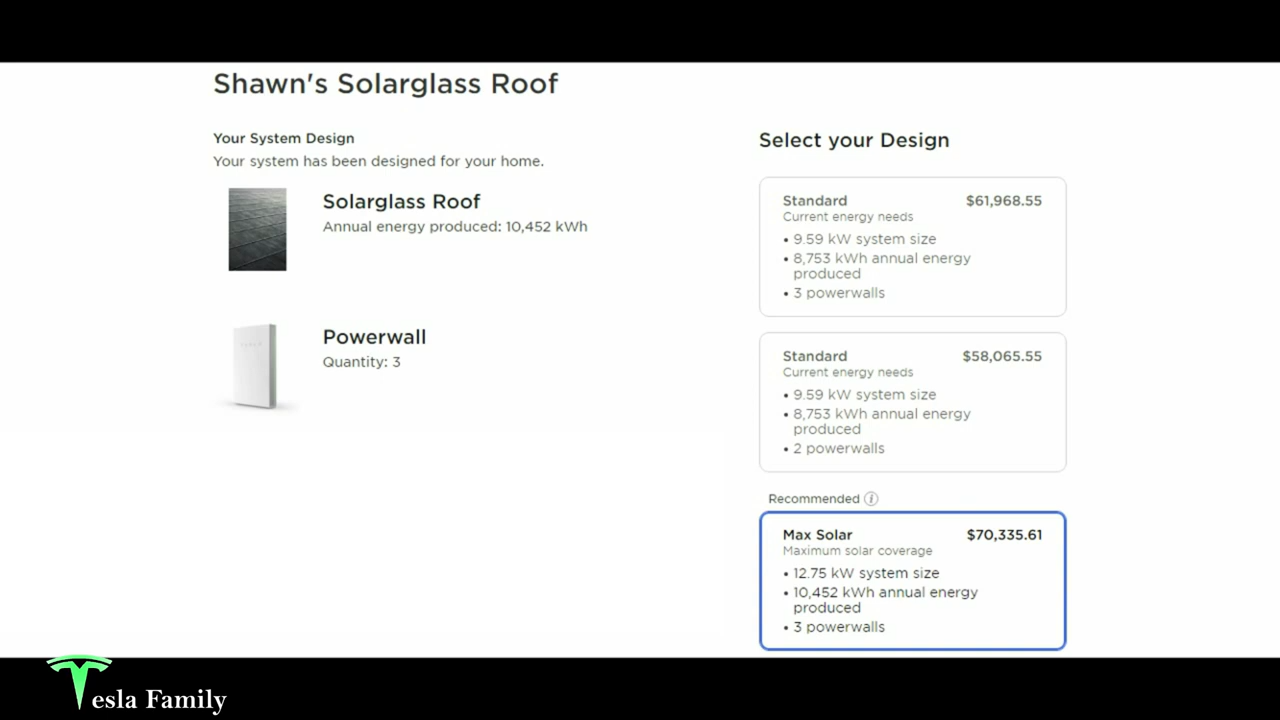 Shawn's Solarglass Roof
Your System Design
Your system has been designed for your home.
Solarglass Roof
Annual energy produced: 10,452 kWh
Powerwall
Quantity: 3
Select your Design
Standard $61,968.55
Current energy needs
• 9.59 kW system size
• 8,753 kWh annual energy
produced
• 3 powerwalls
Standard $58,065.55
Current energy needs
• 9.59 kW system size
• 8,753 kWh annual energy
produced
• 2 powerwalls
Recommended i
Max Solar $70,335.61
Maximum solar coverage
• 12.75 kW system size
• 10,452 kWh annual energy
produced
• 3 powerwalls
Tesla Family